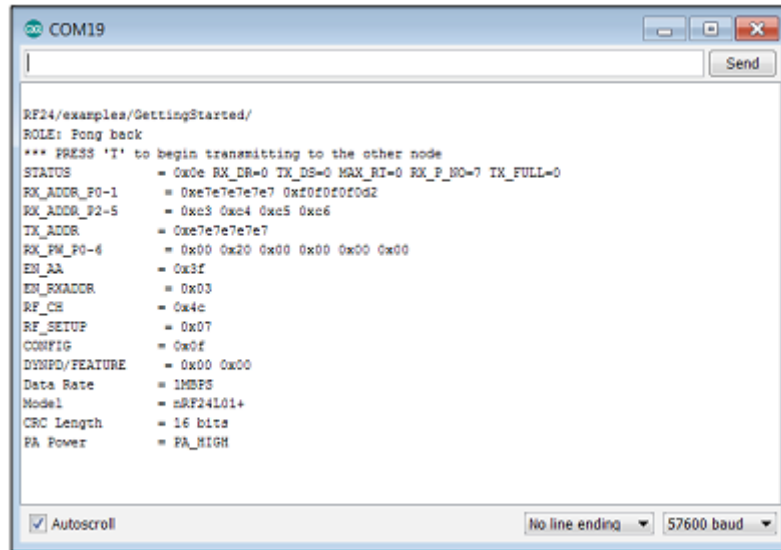 COM19
Send
RF24/examples/GettingStarted/
ROLE: Pong back
*** PRESS 'T' to begin transmitting to the other node
STATUS = 0x0e RX_DR=0 TX_DS=0 MAX_RT=0 RX_P_NO=7 TX_FULL=0
RX_ADDR_P0-1 = 0xe7e7e7e7e7 0xf0f0f0f0d2
RX_ADDR_P2-5 = 0xc3 0xc4 0xc5 0xc6
TX_ADDR = 0xe7e7e7e7e7
RX_PW_P0-6 = 0x00 0x20 0x00 0x00 0x00 0x00
EN_AA = 0x3f
EN_RXADDR = 0x03
RF_CH = 0x4c
RF_SETUP = 0x07
CONFIG = 0x0f
DYNPD/FEATURE = 0x00 0x00
Data Rate = 1MBPS
Model = nRF24L01+
CRC Length = 16 bits
PA Power = PA_HIGH
Autoscroll No line ending 57600 baud